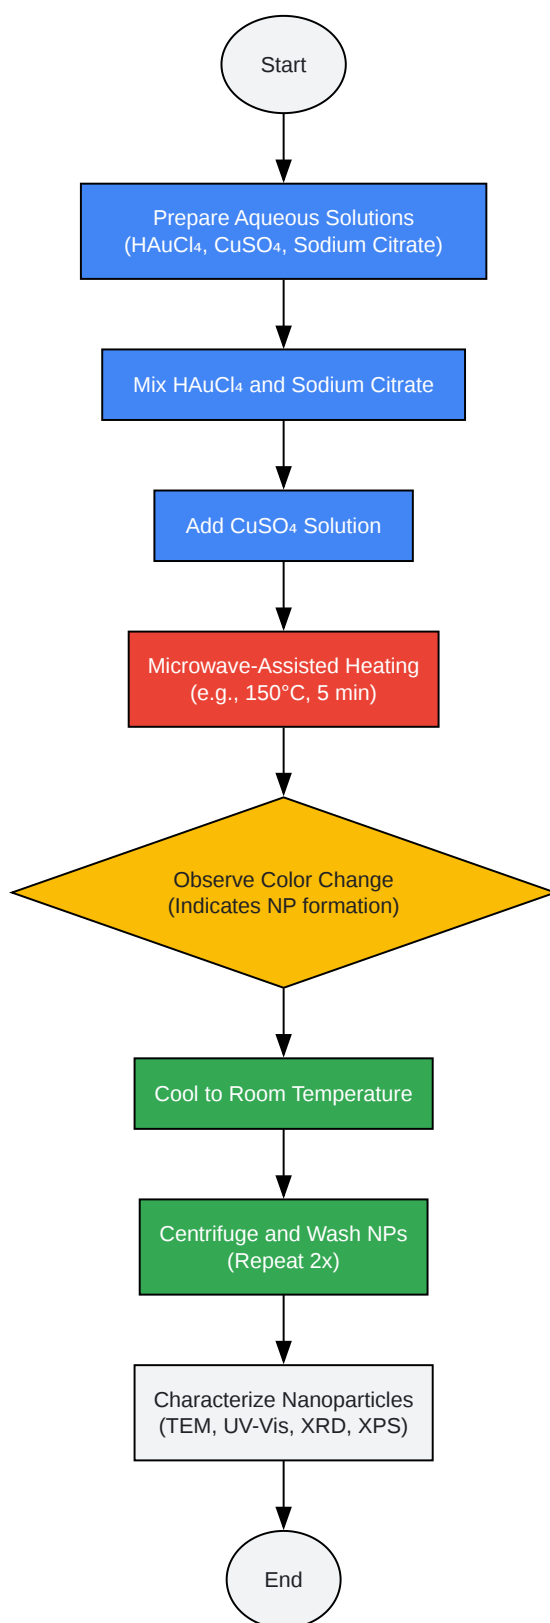 Start
Prepare Aqueous Solutions
(HAuCl₄, CuSO₄, Sodium Citrate)
Mix HAuCl₄ and Sodium Citrate
Add CuSO₄ Solution
Microwave-Assisted Heating
(e.g., 150°C, 5 min)
Observe Color Change
(Indicates NP formation)
Cool to Room Temperature
Centrifuge and Wash NPs
(Repeat 2x)
Characterize Nanoparticles
(TEM, UV-Vis, XRD, XPS)
End